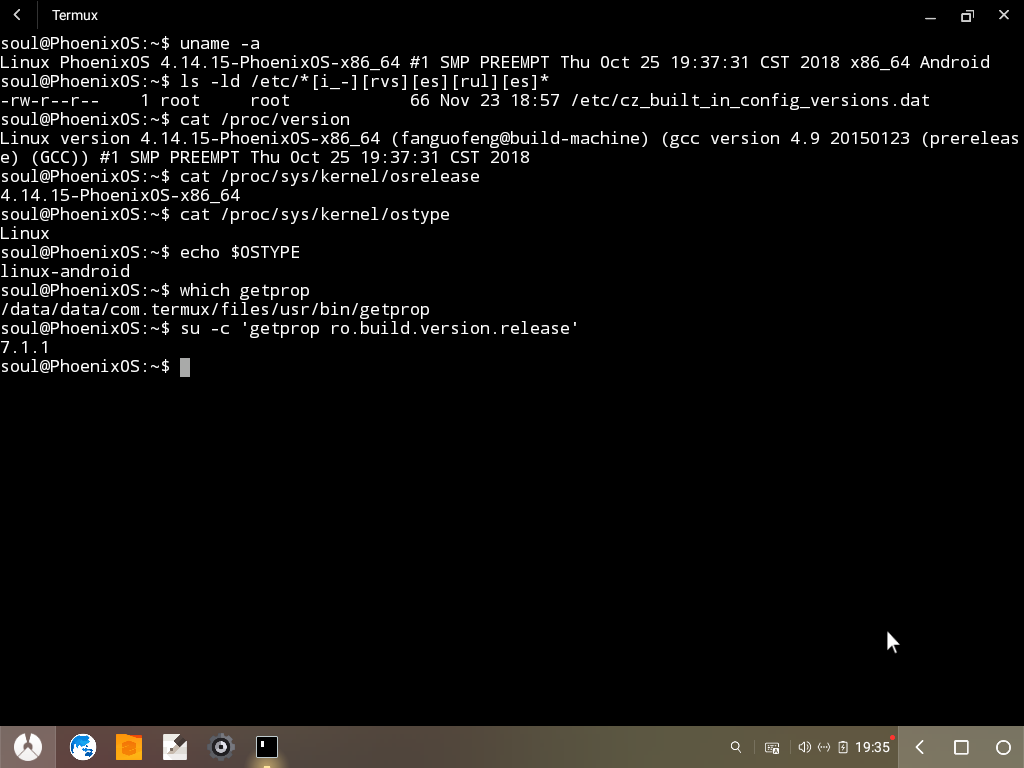 Termux
soul@PhoenixOS:~$ uname -a
Linux PhoenixOS 4.14.15-PhoenixOS-x86_64 #1 SMP PREEMPT Thu Oct 25 19:37:31 CST 2018 x86_64 Android
soul@PhoenixOS:~$ ls -ld /etc/*[i_-][rvs][es][rul][es]*
-rw-r--r--    1 root     root            66 Nov 23 18:57 /etc/cz_built_in_config_versions.dat
soul@PhoenixOS:~$ cat /proc/version
Linux version 4.14.15-PhoenixOS-x86_64 (fanguofeng@build-machine) (gcc version 4.9 20150123 (prereleas
e) (GCC)) #1 SMP PREEMPT Thu Oct 25 19:37:31 CST 2018
soul@PhoenixOS:~$ cat /proc/sys/kernel/osrelease
4.14.15-PhoenixOS-x86_64
soul@PhoenixOS:~$ cat /proc/sys/kernel/ostype
Linux
soul@PhoenixOS:~$ echo $OSTYPE
linux-android
soul@PhoenixOS:~$ which getprop
/data/data/com.termux/files/usr/bin/getprop
soul@PhoenixOS:~$ su -c 'getprop ro.build.version.release'
7.1.1
soul@PhoenixOS:~$
19:35